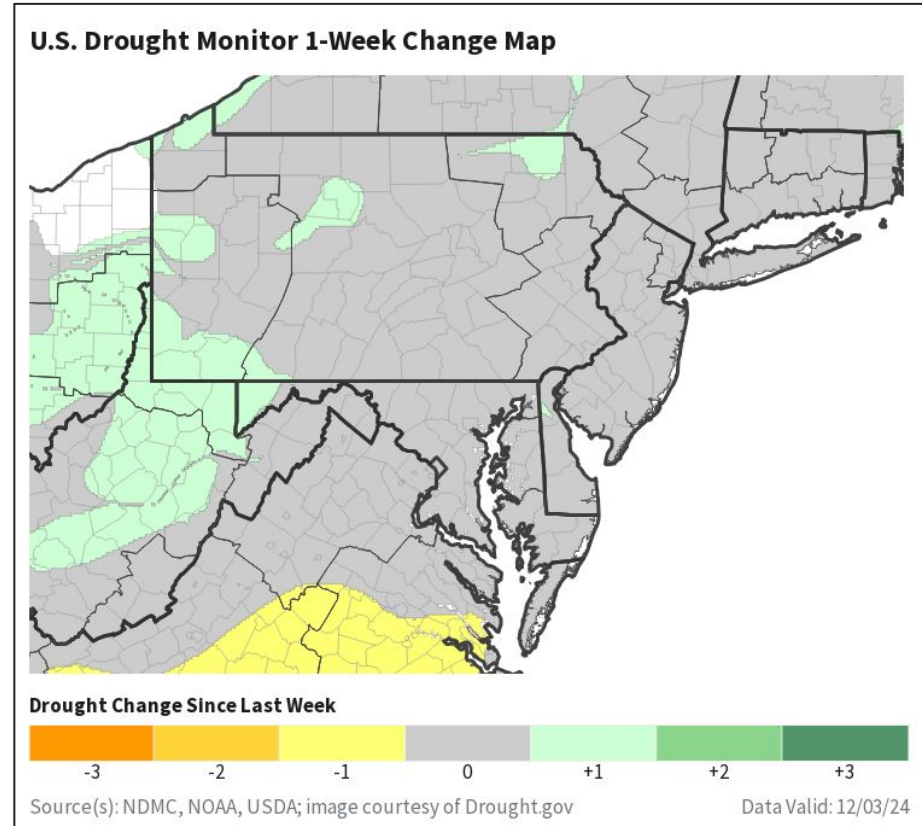 U.S. Drought Monitor 1-Week Change Map
Drought Change Since Last Week
-3 -2 -1 0 +1 +2 +3
Source(s): NDMC, NOAA, USDA; image courtesy of Drought.gov Data Valid: 12/03/24